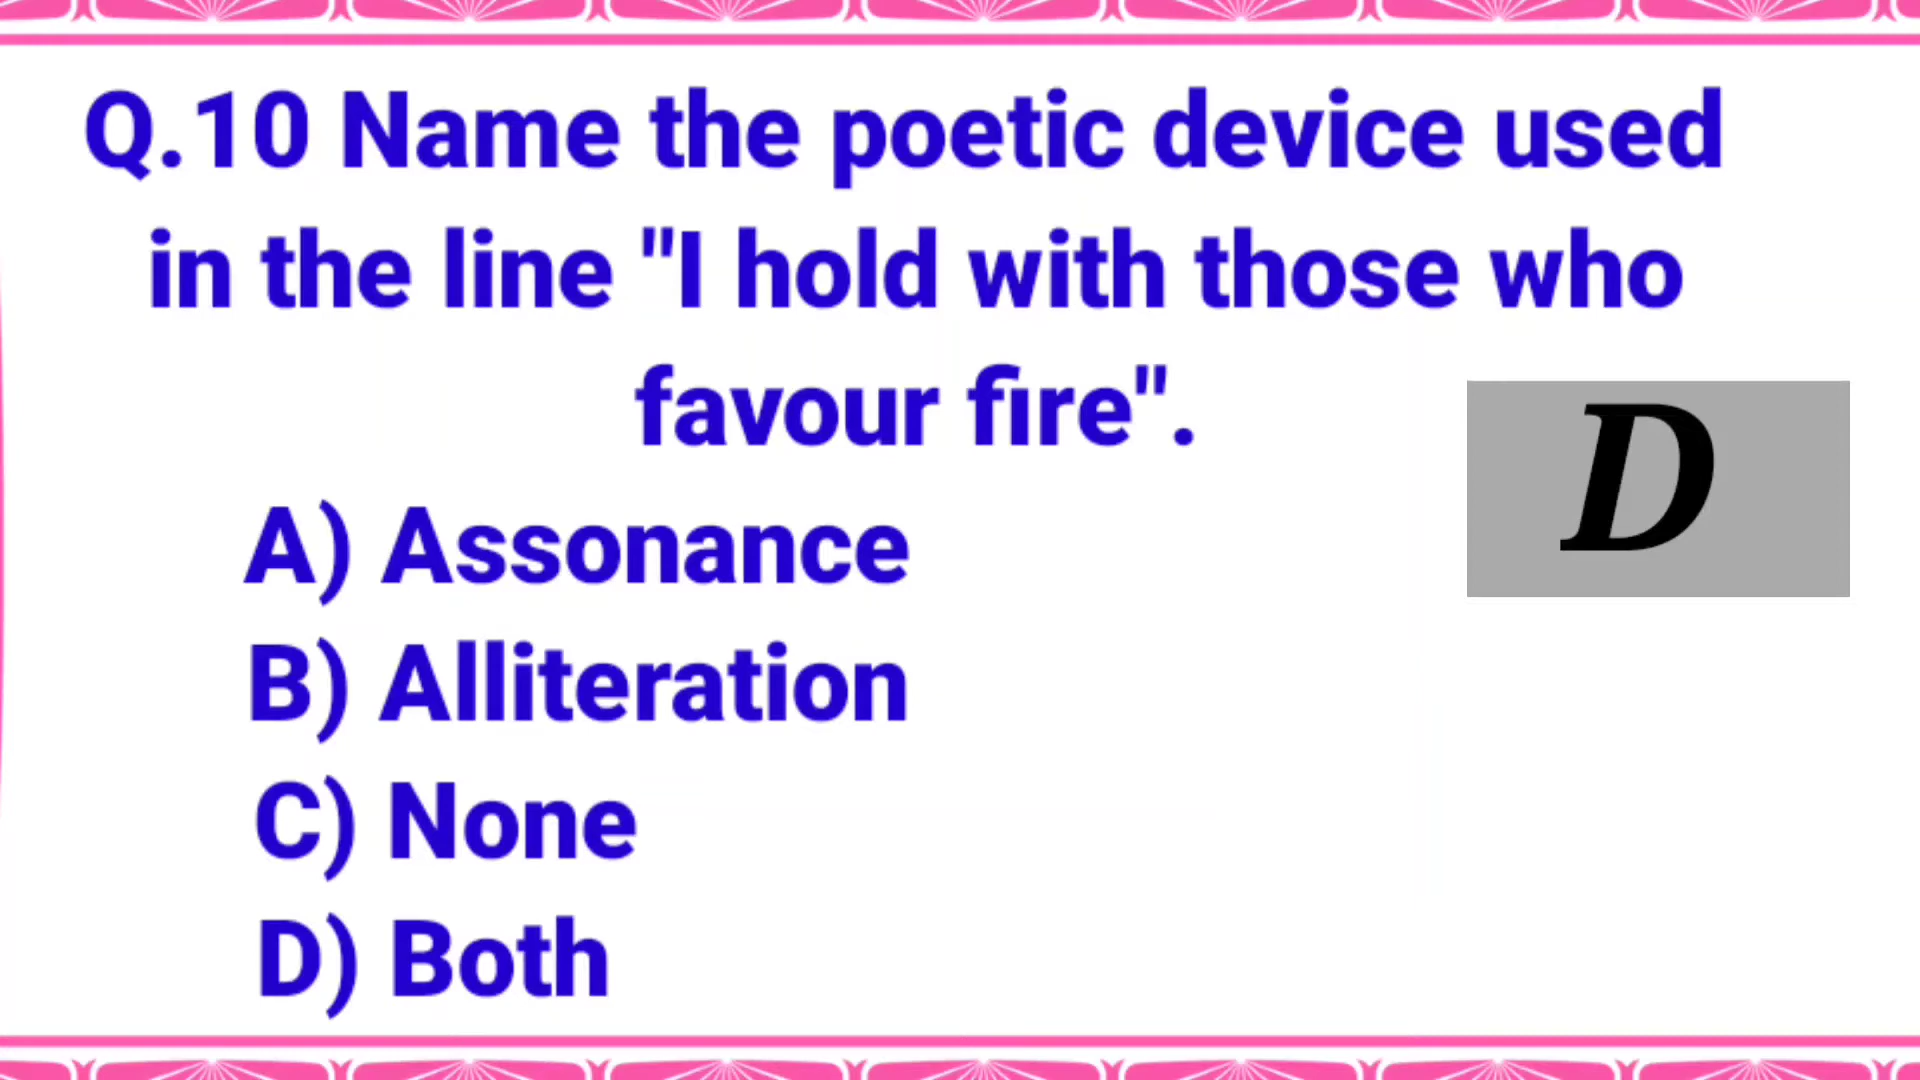 Q.10 Name the poetic device used
in the line "I hold with those who
favour fire".
D
A) Assonance
B) Alliteration
C) None
D) Both